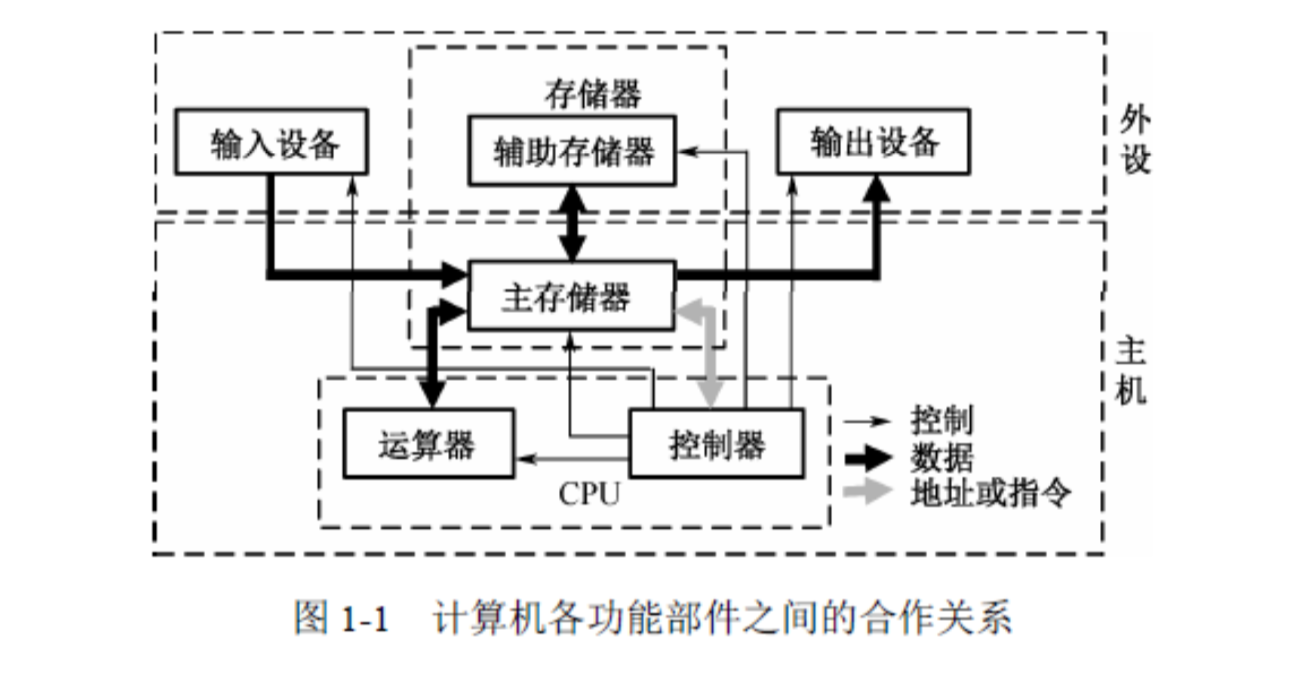 存储器
输入设备
辅助存储器
输出设备
外设
主存储器
主机
运算器
控制器
CPU
控制
数据
地址或指令
图 1-1 计算机各功能部件之间的合作关系